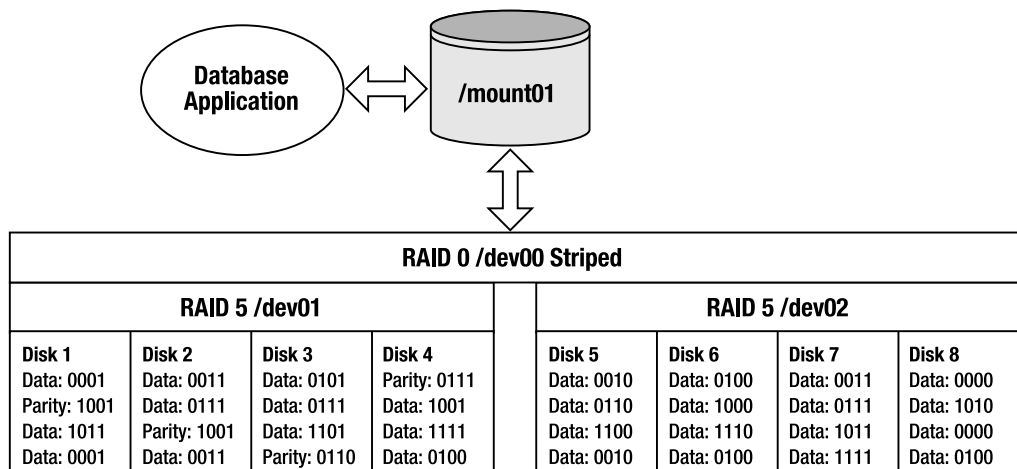 Database
Application
/mount01
RAID 0 /dev00 Striped
RAID 5 /dev01
RAID 5 /dev02
Disk 1
Data: 0001
Parity: 1001
Data: 1011
Data: 0001
Disk 2
Data: 0011
Data: 0111
Parity: 1001
Data: 0011
Disk 3
Data: 0101
Data: 0111
Data: 1101
Parity: 0110
Disk 4
Parity: 0111
Data: 1001
Data: 1111
Data: 0100
Disk 5
Data: 0010
Data: 0110
Data: 1100
Data: 0010
Disk 6
Data: 0100
Data: 1000
Data: 1110
Data: 0100
Disk 7
Data: 0011
Data: 0111
Data: 1011
Data: 1111
Disk 8
Data: 0000
Data: 1010
Data: 0000
Data: 0100